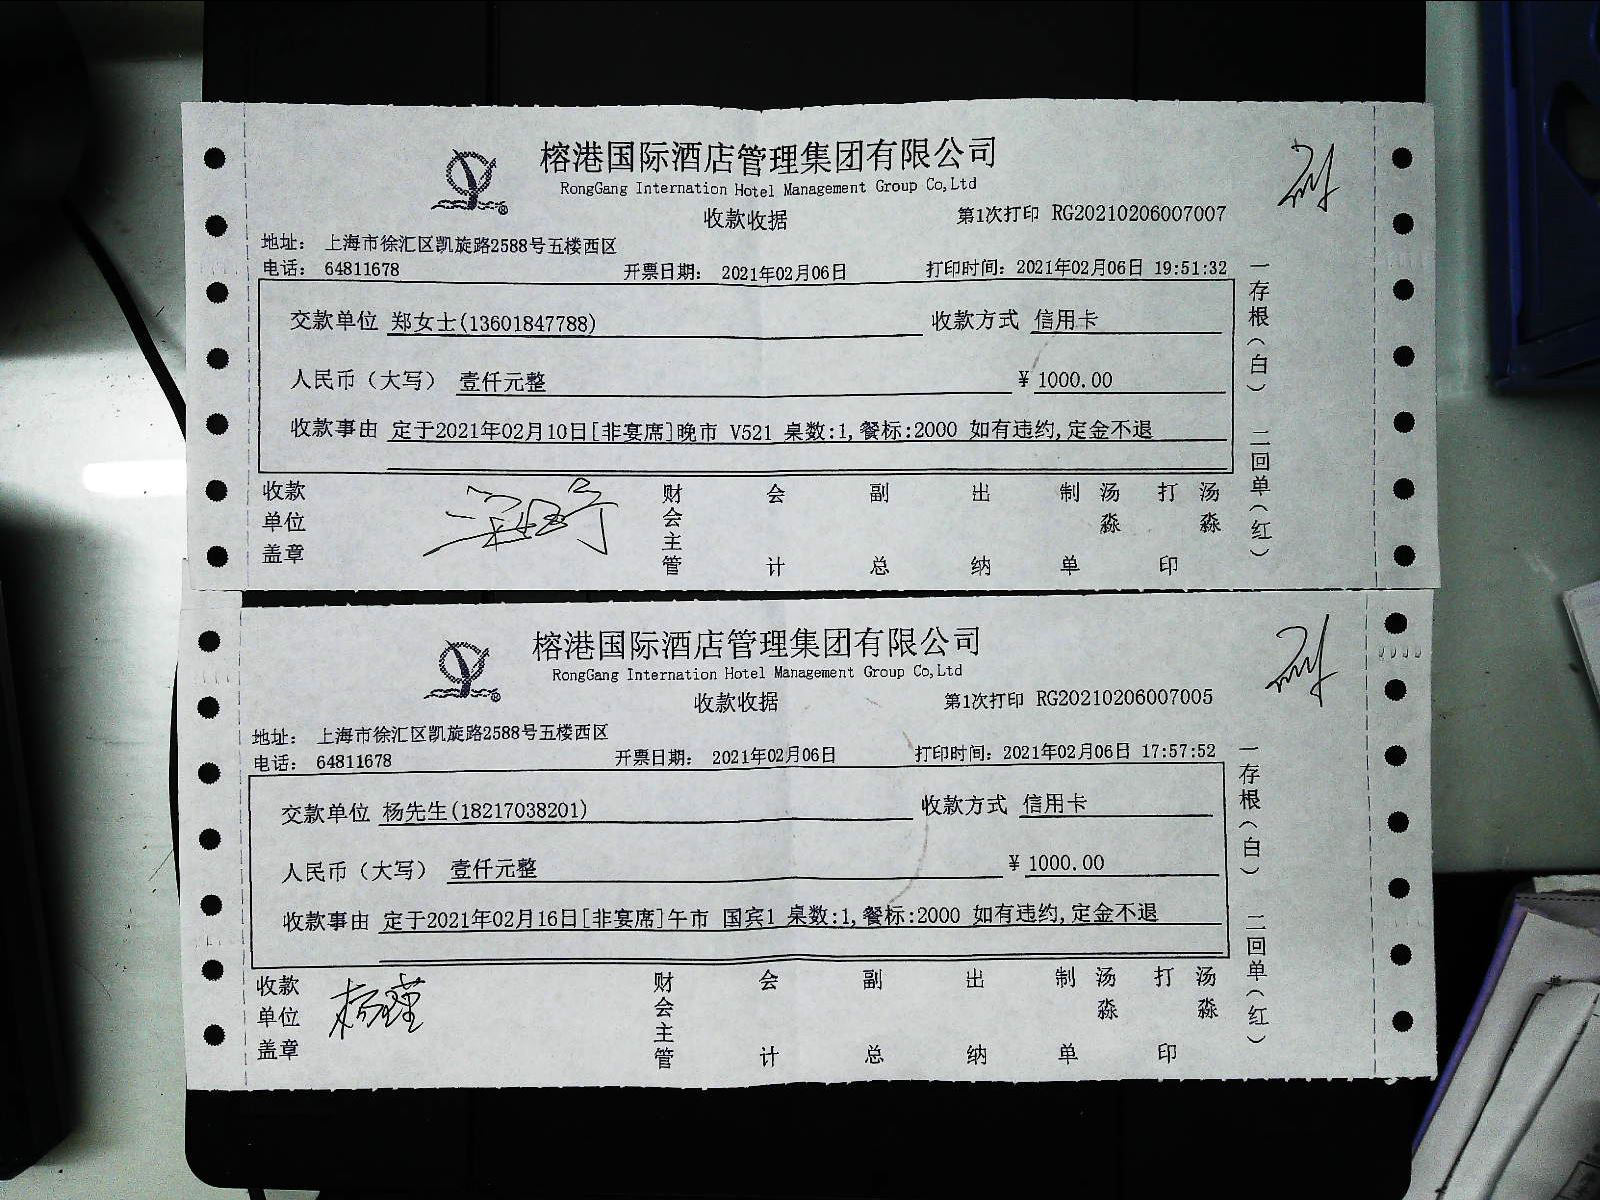 榕港国际酒店管理集团有限公司
RongGang Internation Hotel Management Group Co,Ltd
收款收据 第1次打印 RG20210206007007
地址： 上海市徐汇区凯旋路2588号五楼西区
电话： 64811678 开票日期： 2021年02月06日 打印时间：2021年02月06日 19:51:32
交款单位 郑女士(13601847788) 收款方式 信用卡
人民币（大写） 壹仟元整 ¥ 1000.00
收款事由 定于2021年02月10日[非宴席]晚市 V521 桌数:1,餐标:2000 如有违约,定金不退
收款单位盖章 财会主管 会计 副总 出纳 制单 汤淼 打印 汤淼
一存根（白） 二回单（红）
榕港国际酒店管理集团有限公司
RongGang Internation Hotel Management Group Co,Ltd
收款收据 第1次打印 RG20210206007005
地址： 上海市徐汇区凯旋路2588号五楼西区
电话： 64811678 开票日期： 2021年02月06日 打印时间：2021年02月06日 17:57:52
交款单位 杨先生(18217038201) 收款方式 信用卡
人民币（大写） 壹仟元整 ¥ 1000.00
收款事由 定于2021年02月16日[非宴席]午市 国宾1 桌数:1,餐标:2000 如有违约,定金不退
收款单位盖章 财会主管 会计 副总 出纳 制单 汤淼 打印 汤淼
一存根（白） 二回单（红）